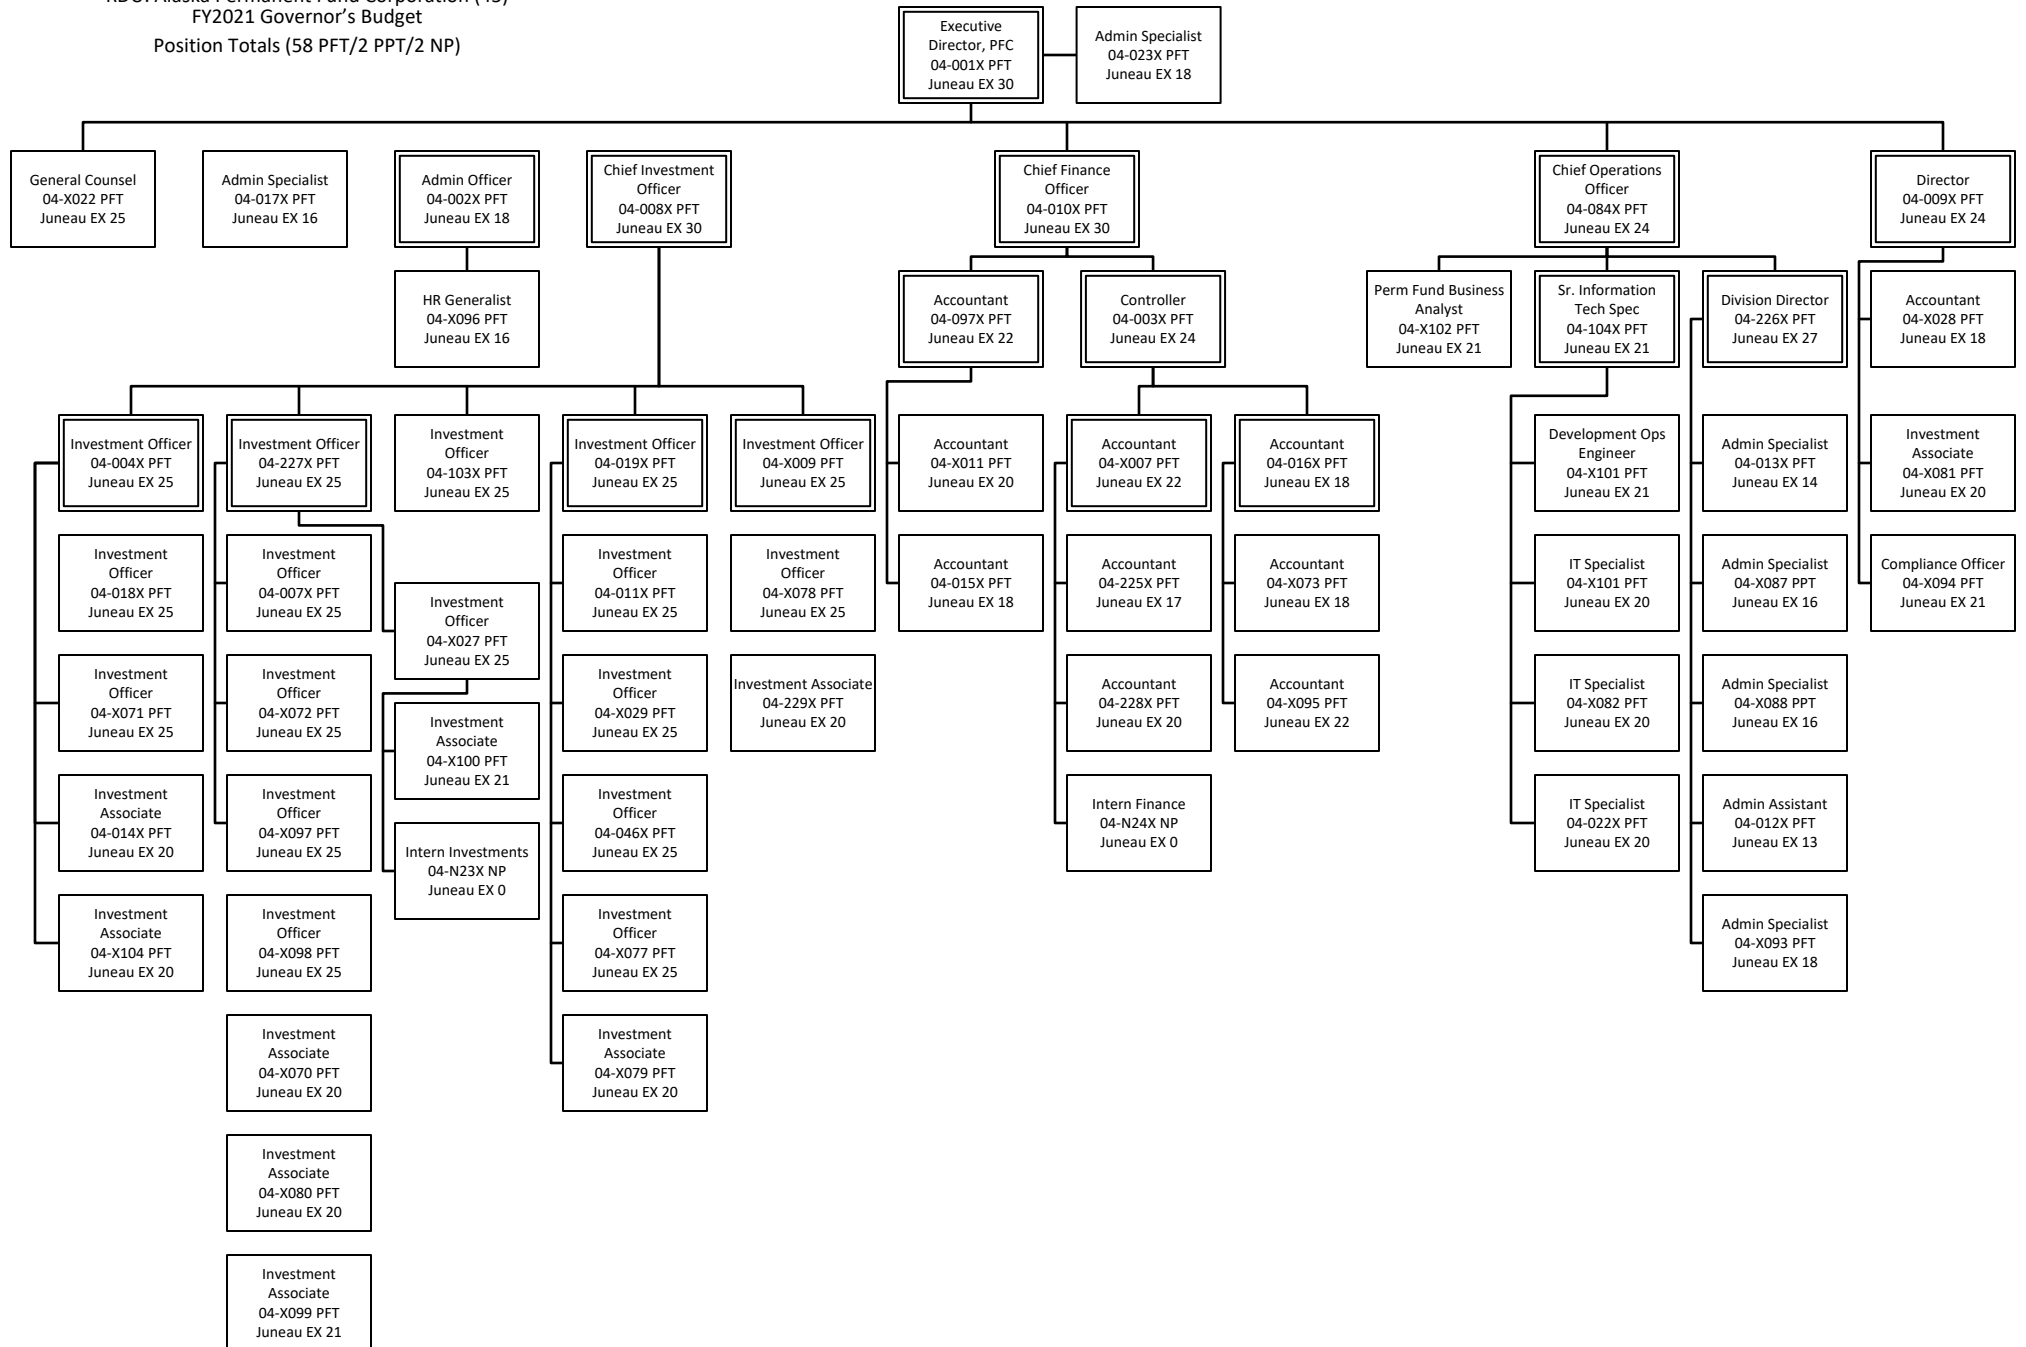 FY2021 Governor's Budget
Position Totals (58 PFT/2 PPT/2 NP)
Executive
Director, PFC
04-001X PFT
Juneau EX 30
Admin Specialist
04-023X PFT
Juneau EX 18
General Counsel
04-X022 PFT
Juneau EX 25
Admin Specialist
04-017X PFT
Juneau EX 16
Admin Officer
04-002X PFT
Juneau EX 18
Chief Investment
Officer
04-008X PFT
Juneau EX 30
Chief Finance
Officer
04-010X PFT
Juneau EX 30
Chief Operations
Officer
04-084X PFT
Juneau EX 24
Director
04-009X PFT
Juneau EX 24
HR Generalist
04-X096 PFT
Juneau EX 16
Accountant
04-097X PFT
Juneau EX 22
Controller
04-003X PFT
Juneau EX 24
Perm Fund Business
Analyst
04-X102 PFT
Juneau EX 21
Sr. Information
Tech Spec
04-104X PFT
Juneau EX 21
Division Director
04-226X PFT
Juneau EX 27
Accountant
04-X028 PFT
Juneau EX 18
Investment Officer
04-004X PFT
Juneau EX 25
Investment Officer
04-227X PFT
Juneau EX 25
Investment
Officer
04-103X PFT
Juneau EX 25
Investment Officer
04-019X PFT
Juneau EX 25
Investment Officer
04-X009 PFT
Juneau EX 25
Accountant
04-X011 PFT
Juneau EX 20
Accountant
04-X007 PFT
Juneau EX 22
Accountant
04-016X PFT
Juneau EX 18
Development Ops
Engineer
04-X101 PFT
Juneau EX 21
Admin Specialist
04-013X PFT
Juneau EX 14
Investment
Associate
04-X081 PFT
Juneau EX 20
Investment
Officer
04-018X PFT
Juneau EX 25
Investment
Officer
04-007X PFT
Juneau EX 25
Investment
Officer
04-X027 PFT
Juneau EX 25
Investment
Officer
04-011X PFT
Juneau EX 25
Investment
Officer
04-X078 PFT
Juneau EX 25
Accountant
04-015X PFT
Juneau EX 18
Accountant
04-225X PFT
Juneau EX 17
Accountant
04-X073 PFT
Juneau EX 18
IT Specialist
04-X101 PFT
Juneau EX 20
Admin Specialist
04-X087 PPT
Juneau EX 16
Compliance Officer
04-X094 PFT
Juneau EX 21
Investment
Officer
04-X071 PFT
Juneau EX 25
Investment
Officer
04-X072 PFT
Juneau EX 25
Investment
Associate
04-X100 PFT
Juneau EX 21
Investment
Officer
04-X029 PFT
Juneau EX 25
Investment Associate
04-229X PFT
Juneau EX 20
Accountant
04-228X PFT
Juneau EX 20
Accountant
04-X095 PFT
Juneau EX 22
IT Specialist
04-X082 PFT
Juneau EX 20
Admin Specialist
04-X088 PPT
Juneau EX 16
Investment
Associate
04-014X PFT
Juneau EX 20
Investment
Officer
04-X097 PFT
Juneau EX 25
Intern Investments
04-N23X NP
Juneau EX 0
Investment
Officer
04-046X PFT
Juneau EX 25
Intern Finance
04-N24X NP
Juneau EX 0
IT Specialist
04-022X PFT
Juneau EX 20
Admin Assistant
04-012X PFT
Juneau EX 13
Investment
Associate
04-X104 PFT
Juneau EX 20
Investment
Officer
04-X098 PFT
Juneau EX 25
Investment
Officer
04-X077 PFT
Juneau EX 25
Admin Specialist
04-X093 PFT
Juneau EX 18
Investment
Associate
04-X070 PFT
Juneau EX 20
Investment
Associate
04-X079 PFT
Juneau EX 20
Investment
Associate
04-X080 PFT
Juneau EX 20
Investment
Associate
04-X099 PFT
Juneau EX 21